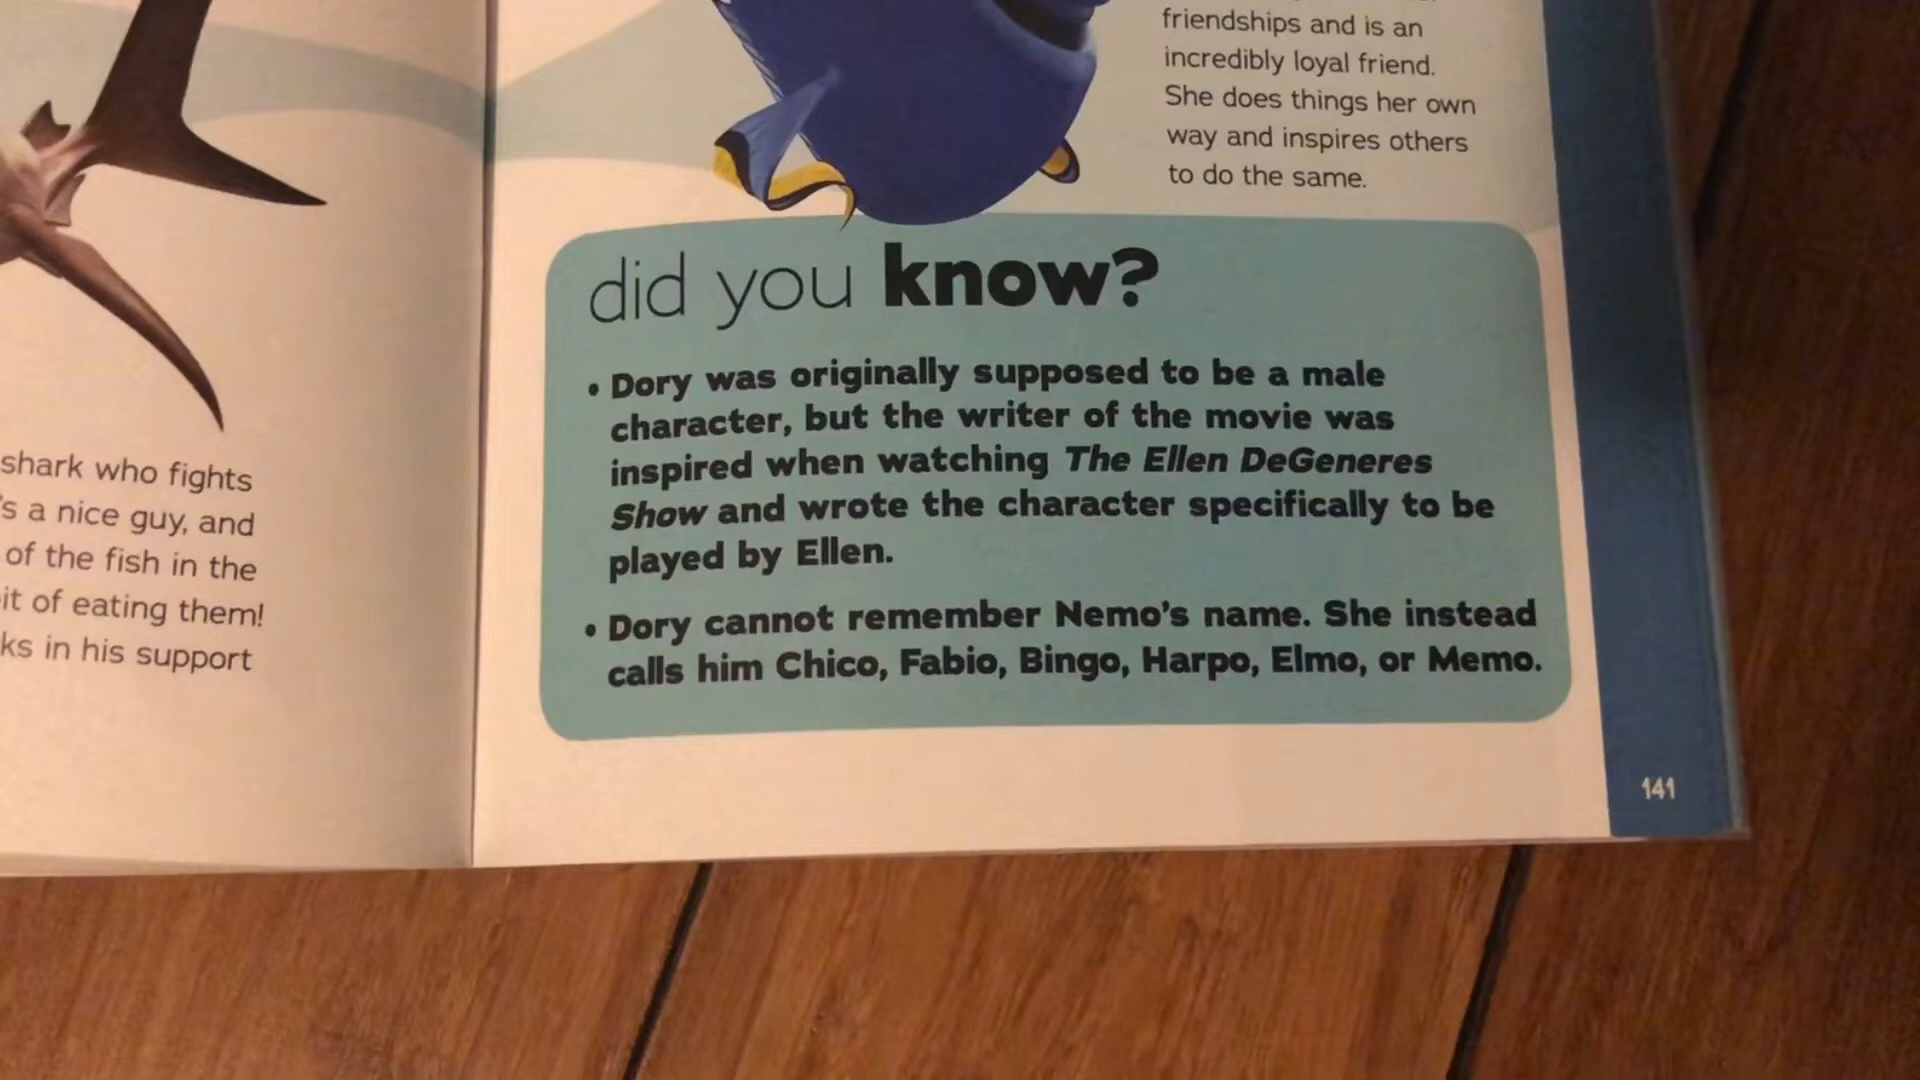 shark who fights
's a nice guy, and
of the fish in the
it of eating them!
ks in his support
friendships and is an
incredibly loyal friend.
She does things her own
way and inspires others
to do the same.
did you know?
• Dory was originally supposed to be a male
character, but the writer of the movie was
inspired when watching The Ellen DeGeneres
Show and wrote the character specifically to be
played by Ellen.
• Dory cannot remember Nemo's name. She instead
calls him Chico, Fabio, Bingo, Harpo, Elmo, or Memo.
141